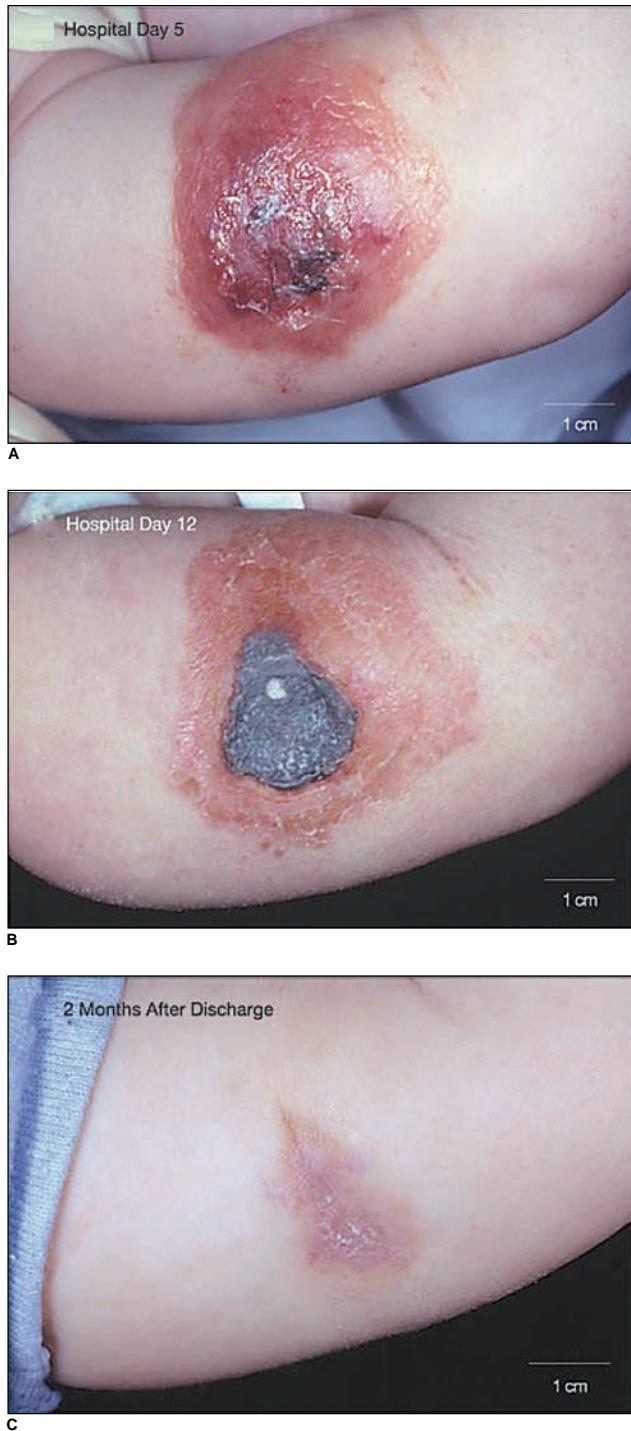 Hospital Day 5
1 cm
A
Hospital Day 12
1 cm
B
2 Months After Discharge
1 cm
C